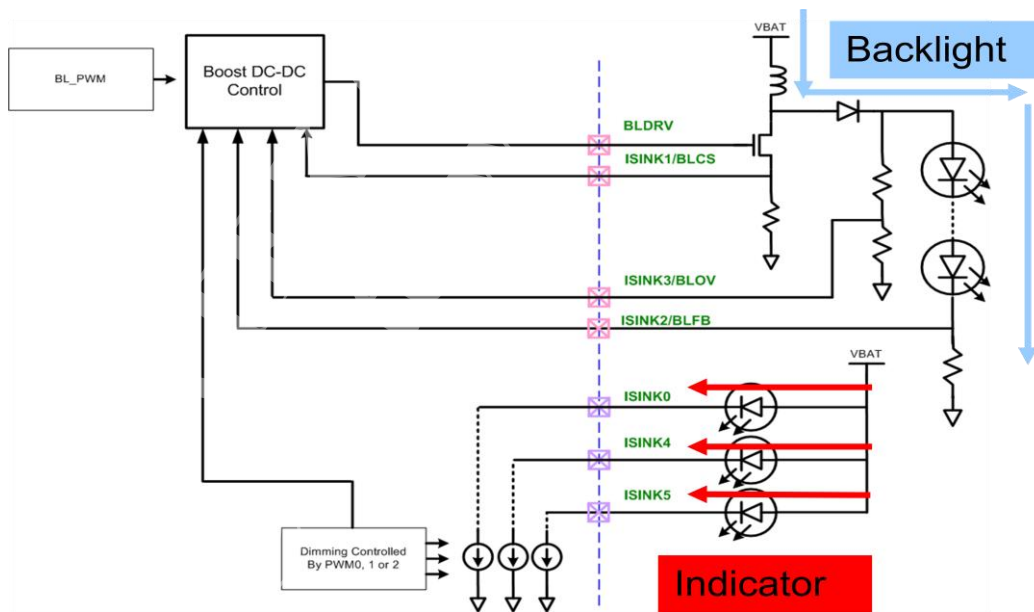 VBAT
Backlight
BL_PWM
Boost DC-DC
Control
BLDRV
ISINK1/BLCS
ISINK3/BLOV
ISINK2/BLFB
VBAT
ISINK0
ISINK4
ISINK5
Dimming Controlled
By PWM0, 1 or 2
Indicator